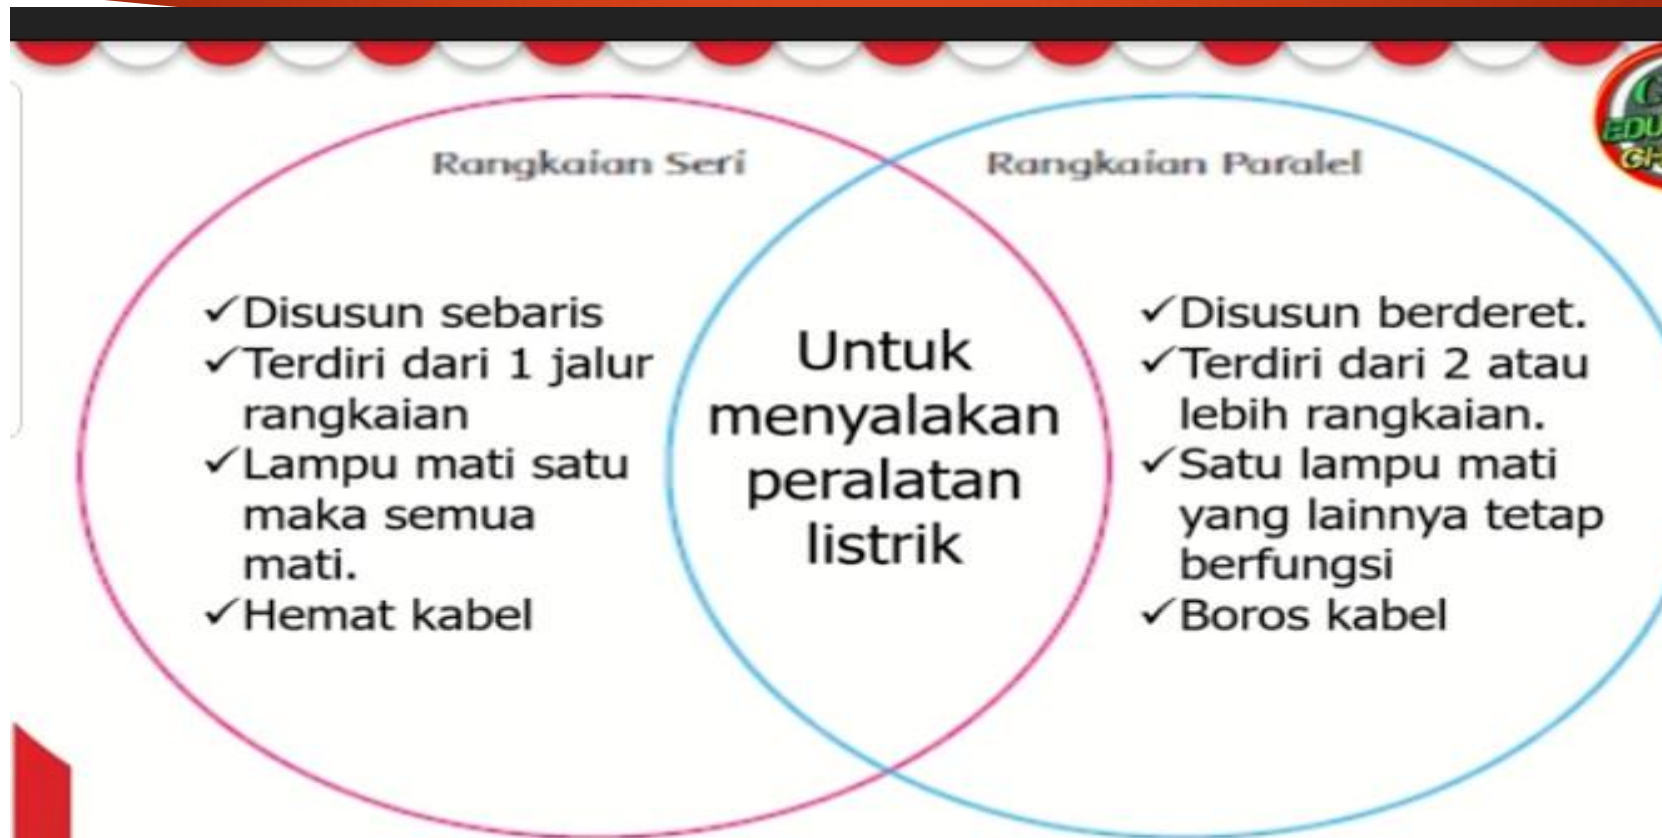 Rangkaian Seri
Rangkaian Paralel
✓Disusun sebaris
✓Terdiri dari 1 jalur
rangkaian
✓Lampu mati satu
maka semua
mati.
✓Hemat kabel
Untuk
menyalakan
peralatan
listrik
✓Disusun berderet.
✓Terdiri dari 2 atau
lebih rangkaian.
✓Satu lampu mati
yang lainnya tetap
berfungsi
✓Boros kabel